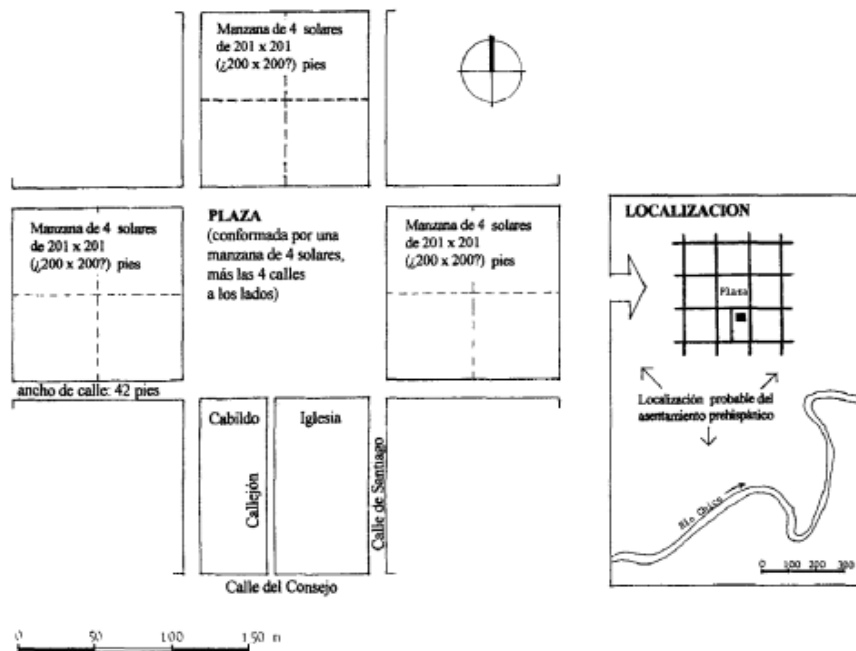 Manzana de 4 solares
de 201 x 201
(¿200 x 200?) pies
Manzana de 4 solares
de 201 x 201
(¿200 x 200?) pies
PLAZA
(conformada por una
manzana de 4 solares,
más las 4 calles
a los lados)
Manzana de 4 solares
de 201 x 201
(¿200 x 200?) pies
ancho de calle: 42 pies
Cabildo
Iglesia
Callejón
Calle de Santiago
Calle del Consejo
0 50 100 150 m
LOCALIZACION
Plaza
Localización probable del
asentamiento prehispánico
Río Chico
0 100 200 300